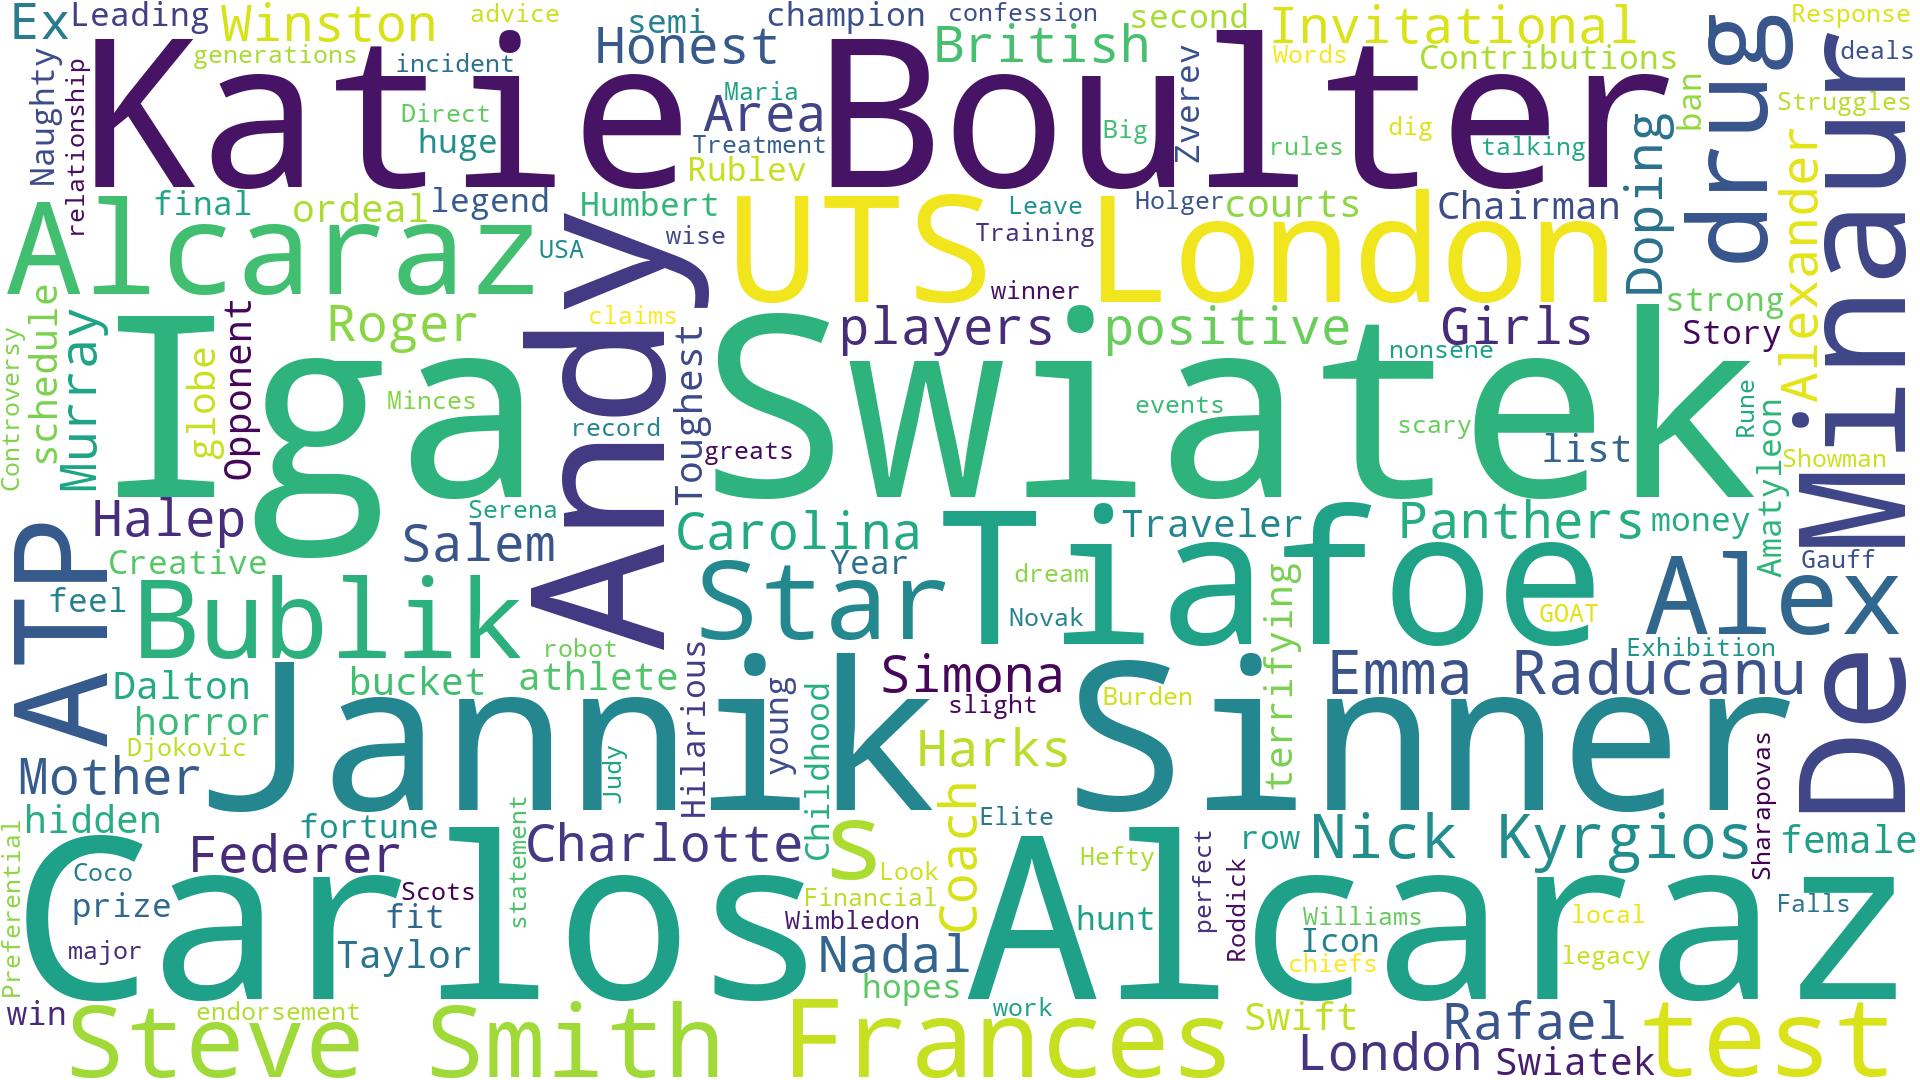 Ex
Leading
Winston
advice
semi
champion
confession
second
Invitational
Response
generations
incident
Honest
British
Words
Contributions
deals
drug
Naughty
relationship
Katie Boulter
Direct
huge
Maria
Area
Treatment
Rublev
Big
Zverev
dig
rules
talking
ban
Struggles
Doping
Alexander
De Minaur
Alcaraz
final
ordeal
legend
Humbert
USA
wise
UTS London
Leave
Training
Holger
courts
Chairman
winner
Andy
Controversy
schedule
Murray
globe
Opponent
Roger
claims
players
positive
Girls
strong
Story
nonsene
Iga Swiatek
Minces
record
Toughest
greats
events
scary
list
Rune
Amatyleon
Showman
ATP
Halep
Creative
feel
Serena
Salem
Carolina
Year
Star
Tiafoe
Traveler
Panthers
money
dream
Novak
terrifying
GOAT
Alex
Gauff
Exhibition
Bublik
robot
Dalton
bucket
athlete
horror
Djokovic
Mother
Hilarious
young
Childhood
Simona
slight
Burden
Emma Raducanu
Jannik Sinner
Judy
Harks
Coach
Sharapovas
hidden
fortune
Federer
statement
Charlotte
s
Look
Elite
Hefty
perfect
Roddick
row
Nick Kyrgios
female
Preferential
Coco
prize
major
Scots
fit
Taylor
Carlos Alcaraz
Financial
Wimbledon
Nadal
hopes
hunt
Williams
Icon
chiefs
local
legacy
Falls
win
Steve Smith
endorsement
Frances
work
Swift
London
Rafael
Swiatek
test